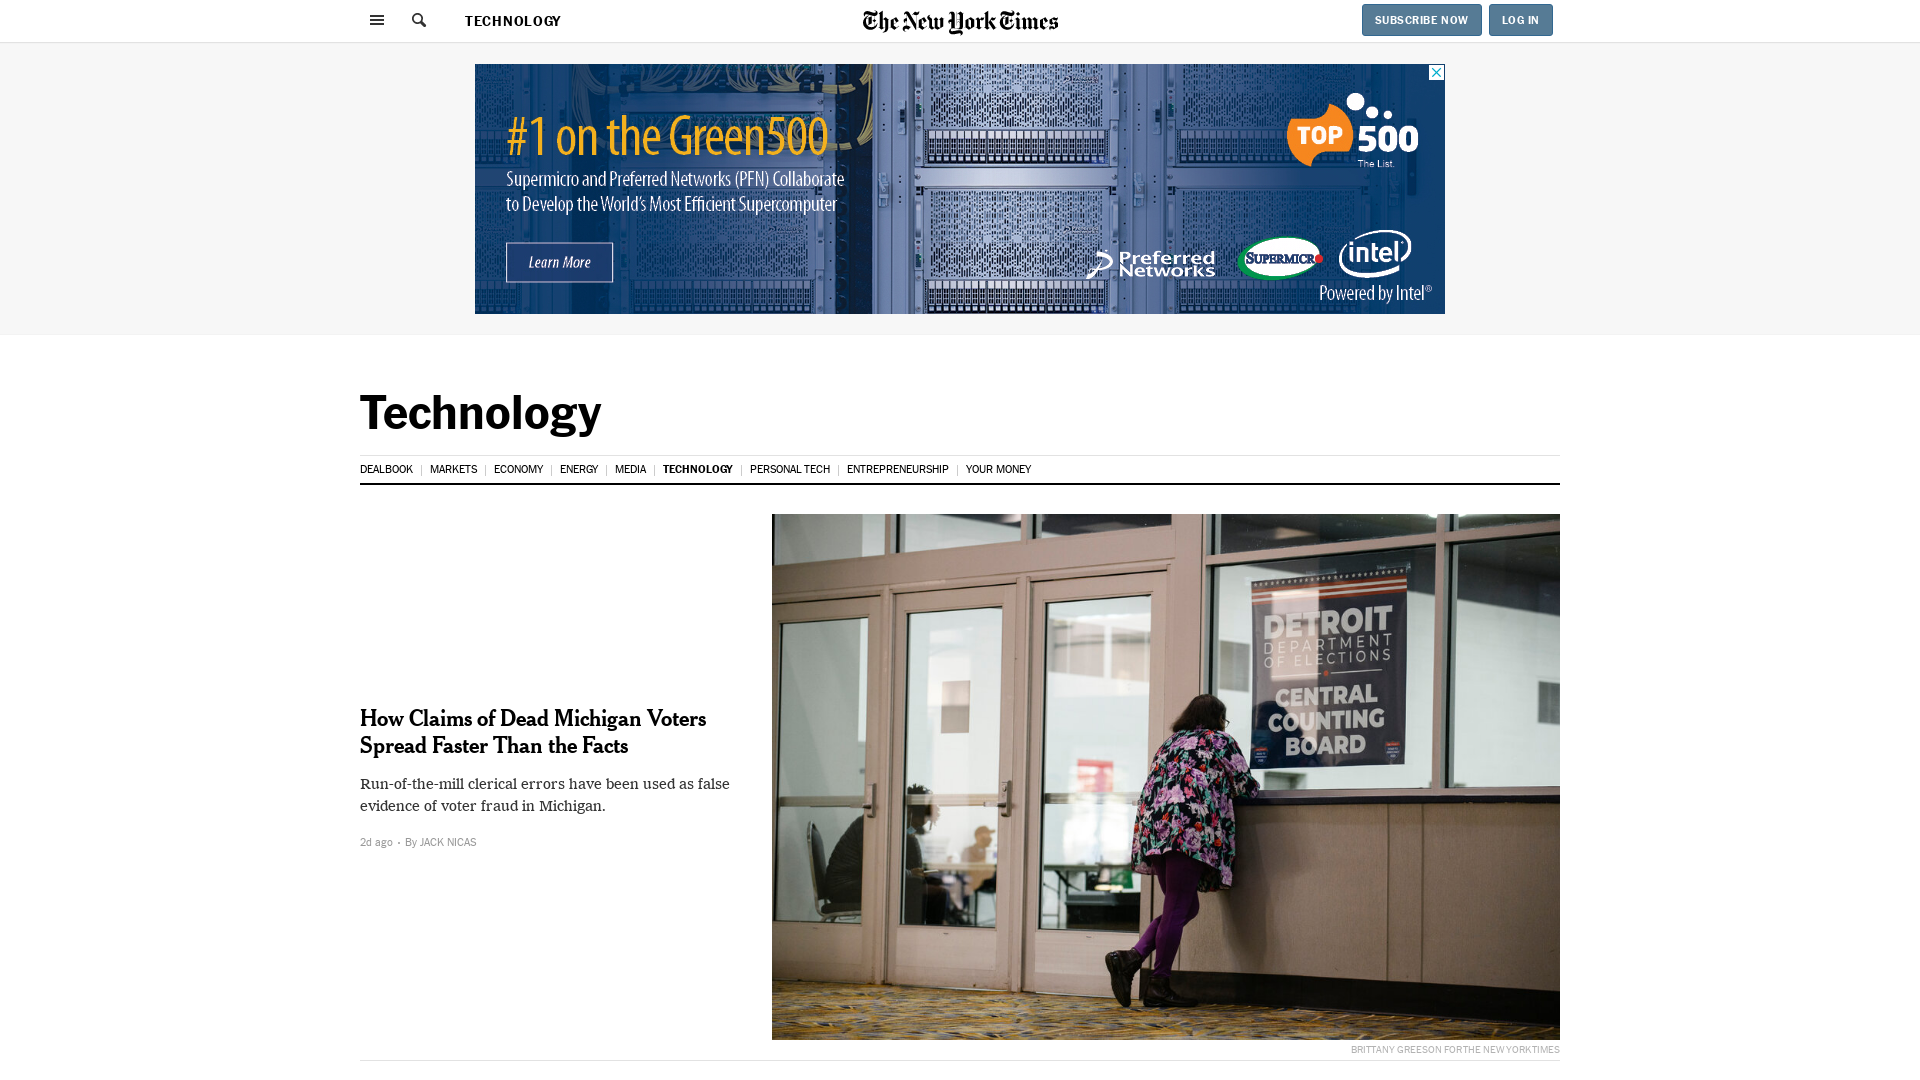 TECHNOLOGY
The New York Times
SUBSCRIBE NOW
LOG IN
#1 on the Green500
Supermicro and Preferred Networks (PFN) Collaborate
to Develop the World's Most Efficient Supercomputer
Learn More
TOP 500
The List.
Preferred
Networks
SUPERMICR
intel
Powered by Intel®
Technology
DEALBOOK
MARKETS
ECONOMY
ENERGY
MEDIA
TECHNOLOGY
PERSONAL TECH
ENTREPRENEURSHIP
YOUR MONEY
How Claims of Dead Michigan Voters
Spread Faster Than the Facts
Run-of-the-mill clerical errors have been used as false
evidence of voter fraud in Michigan.
2d ago • By JACK NICAS
DETROIT
DEPARTMENT
OF ELECTIONS
CENTRAL
COUNTING
BOARD
BRITTANY GREESON FOR THE NEW YORK TIMES